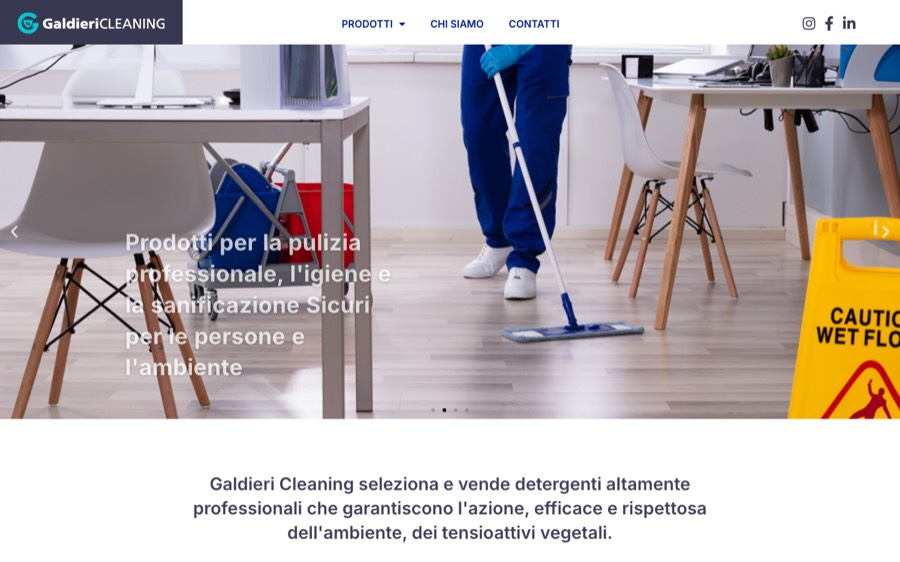 GaldieriCLEANING
PRODOTTI
CHI SIAMO
CONTATTI
Prodotti per la pulizia
professionale, l'igiene e
la sanificazione Sicuri
per le persone e
l'ambiente
CAUTIO
WET FLO
Galdieri Cleaning seleziona e vende detergenti altamente
professionali che garantiscono l'azione, efficace e rispettosa
dell'ambiente, dei tensioattivi vegetali.